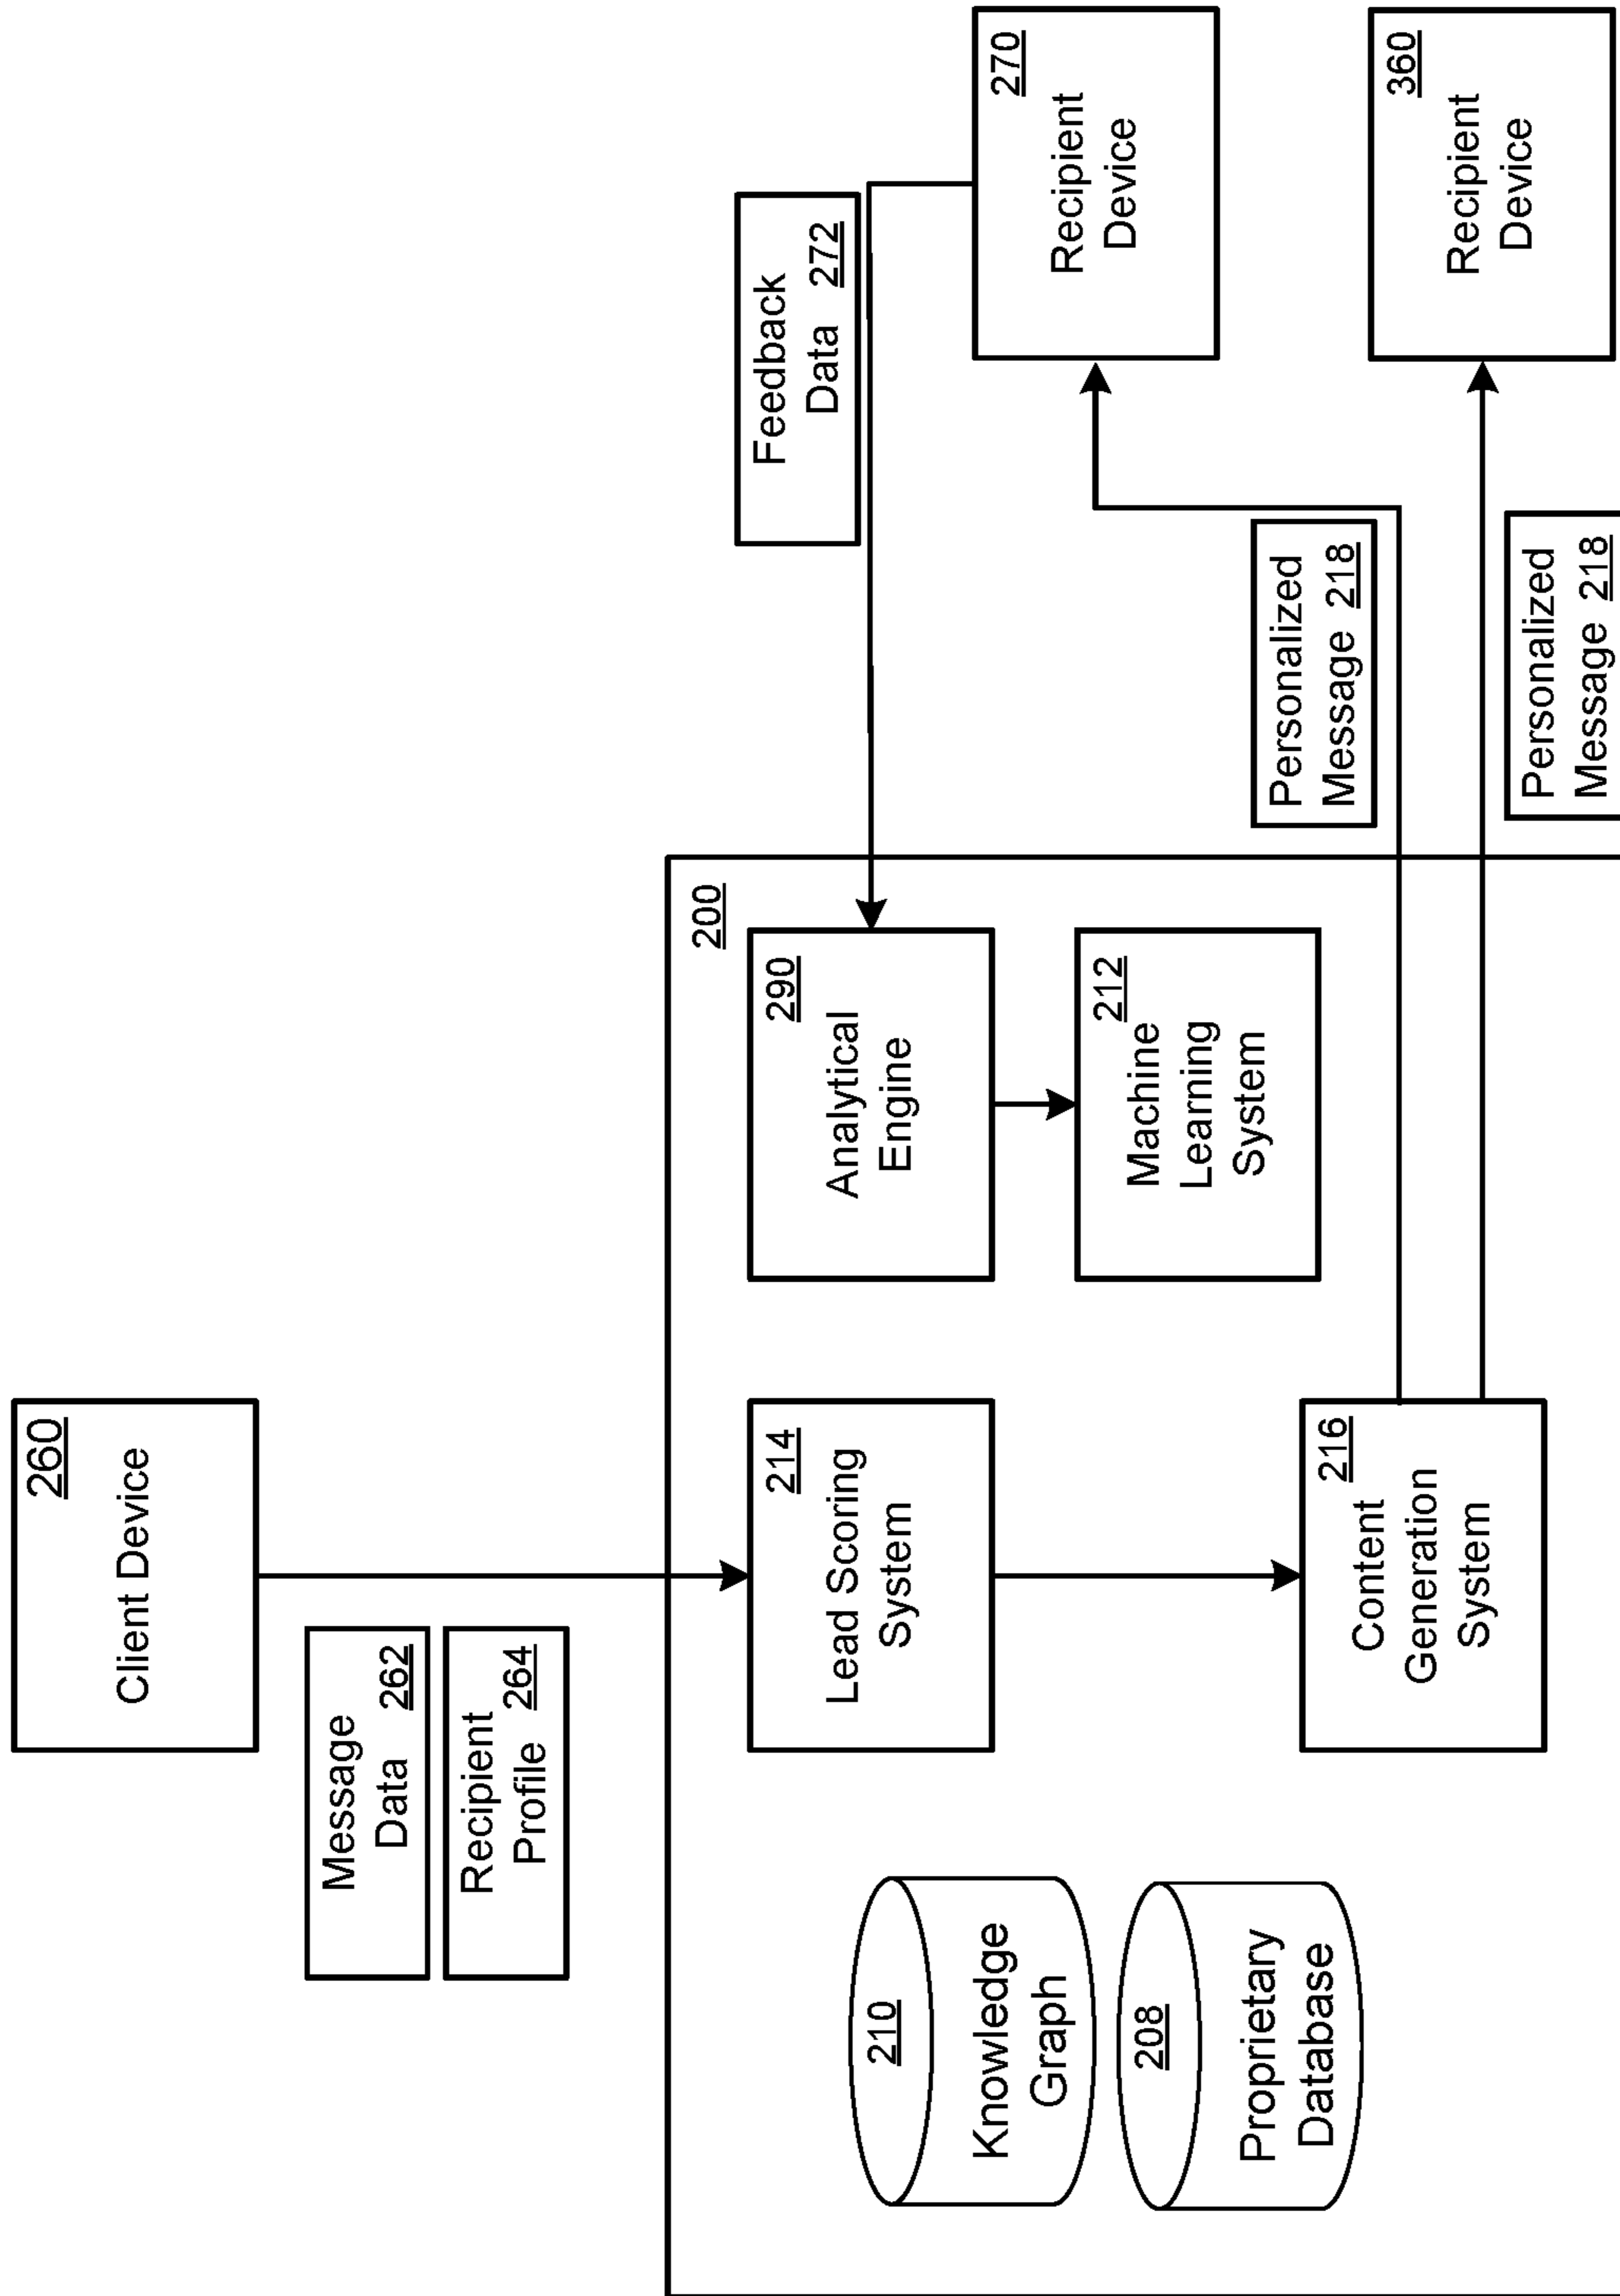 260
Client Device
Message
Data 262
Recipient
Profile 264
200
210
Knowledge
Graph
208
Proprietary
Database
214
Lead Scoring
System
216
Content
Generation
System
290
Analytical
Engine
212
Machine
Learning
System
Feedback
Data 272
Personalized
Message 218
Personalized
Message 218
270
Recipient
Device
360
Recipient
Device